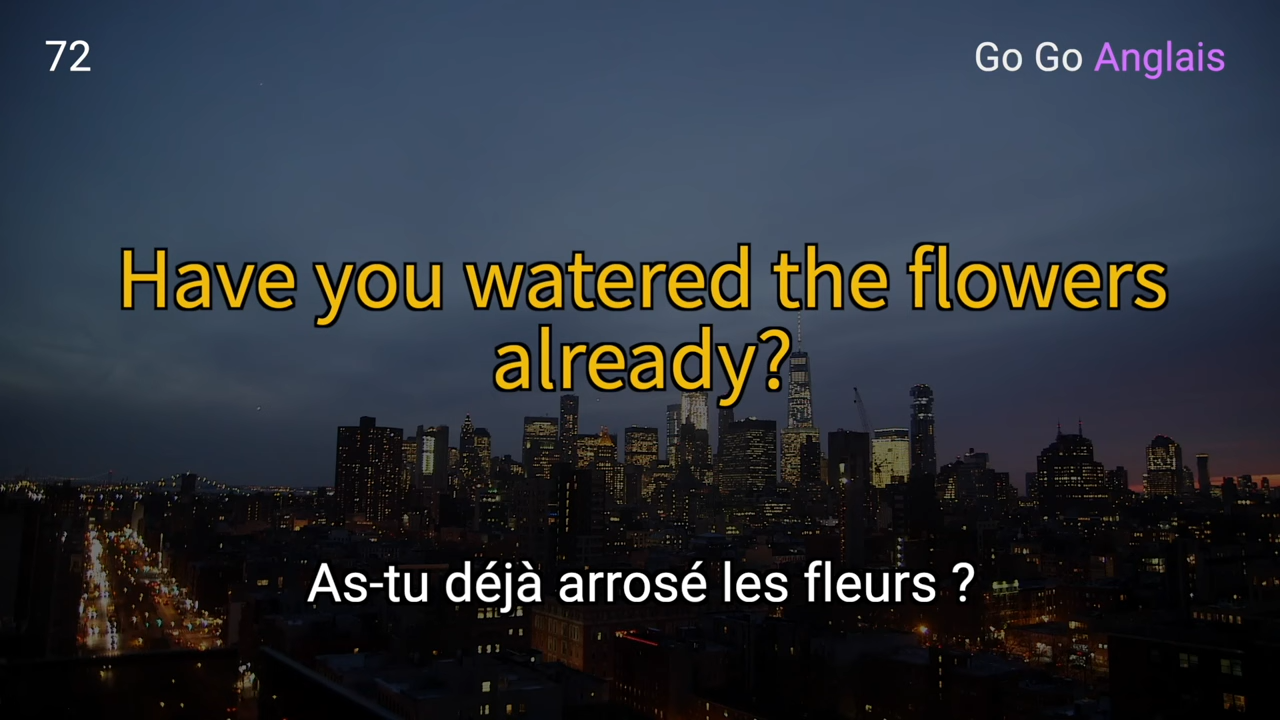 72
Go Go Anglais
Have you watered the flowers
already?
As-tu déjà arrosé les fleurs ?